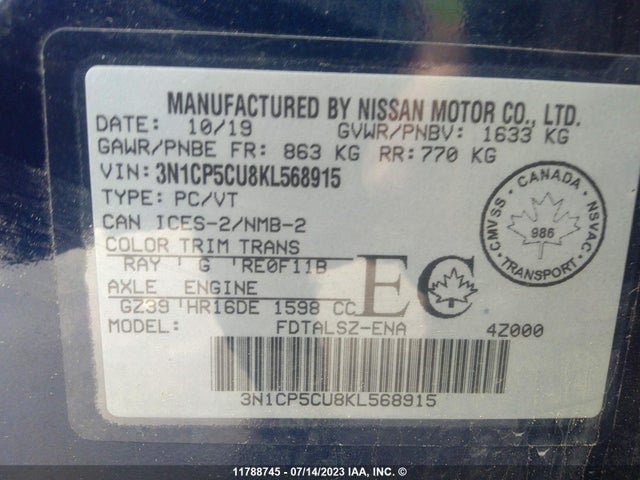 MANUFACTURED BY NISSAN MOTOR CO., LTD.
DATE: 10/19 GVWR/PNBV: 1633 KG
GAWR/PNBE FR: 863 KG RR: 770 KG
VIN: 3N1CP5CU8KL568915
TYPE: PC/VT
CAN ICES-2/NMB-2
COLOR TRIM TRANS
RAY G RE0F11B
AXLE ENGINE
GZ39 HR16DE 1598 CC
MODEL: FDTALSZ-ENA 4Z000
EC
CANADA
CMVSS 986 NSVAC
TRANSPORT
3N1CP5CU8KL568915
11788745 - 07/14/2023 IAA, INC. ©